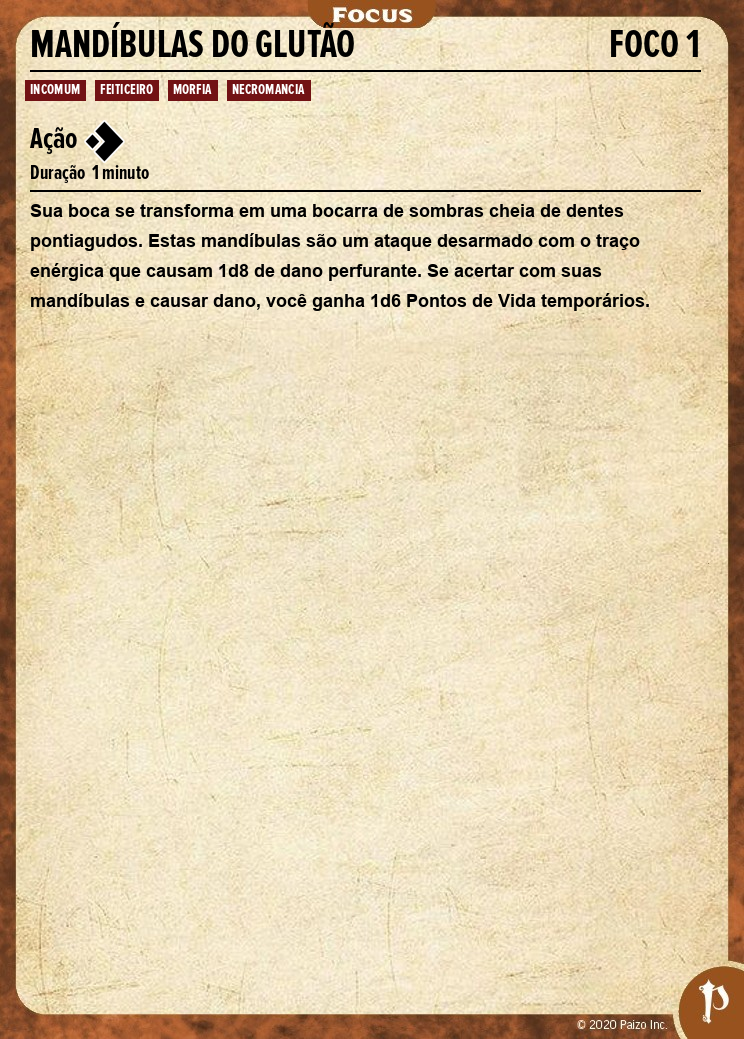 Focus
MANDÍBULAS DO GLUTÃO FOCO 1
INCOMUM FEITICEIRO MORFIA NECROMANCIA
Ação
Duração 1 minuto
Sua boca se transforma em uma bocarra de sombras cheia de dentes
pontiagudos. Estas mandíbulas são um ataque desarmado com o traço
enérgica que causam 1d8 de dano perfurante. Se acertar com suas
mandíbulas e causar dano, você ganha 1d6 Pontos de Vida temporários.
© 2020 Paizo Inc.
P